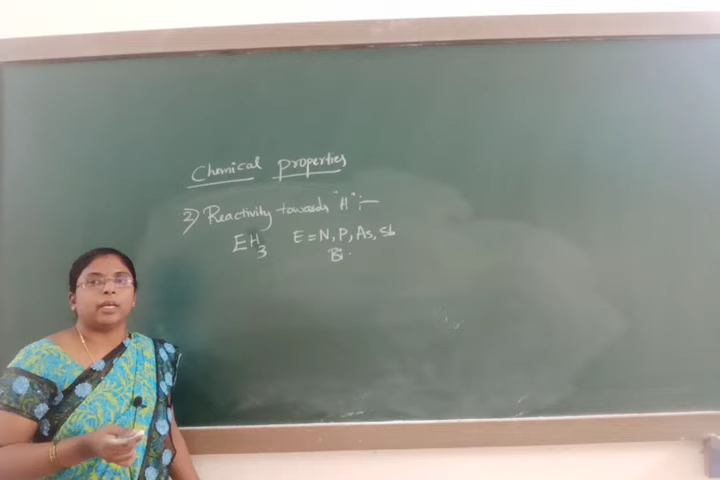 Chemical properties
2) Reactivity towards "H" :-
EH3 E = N, P, As, Sb
Bi.